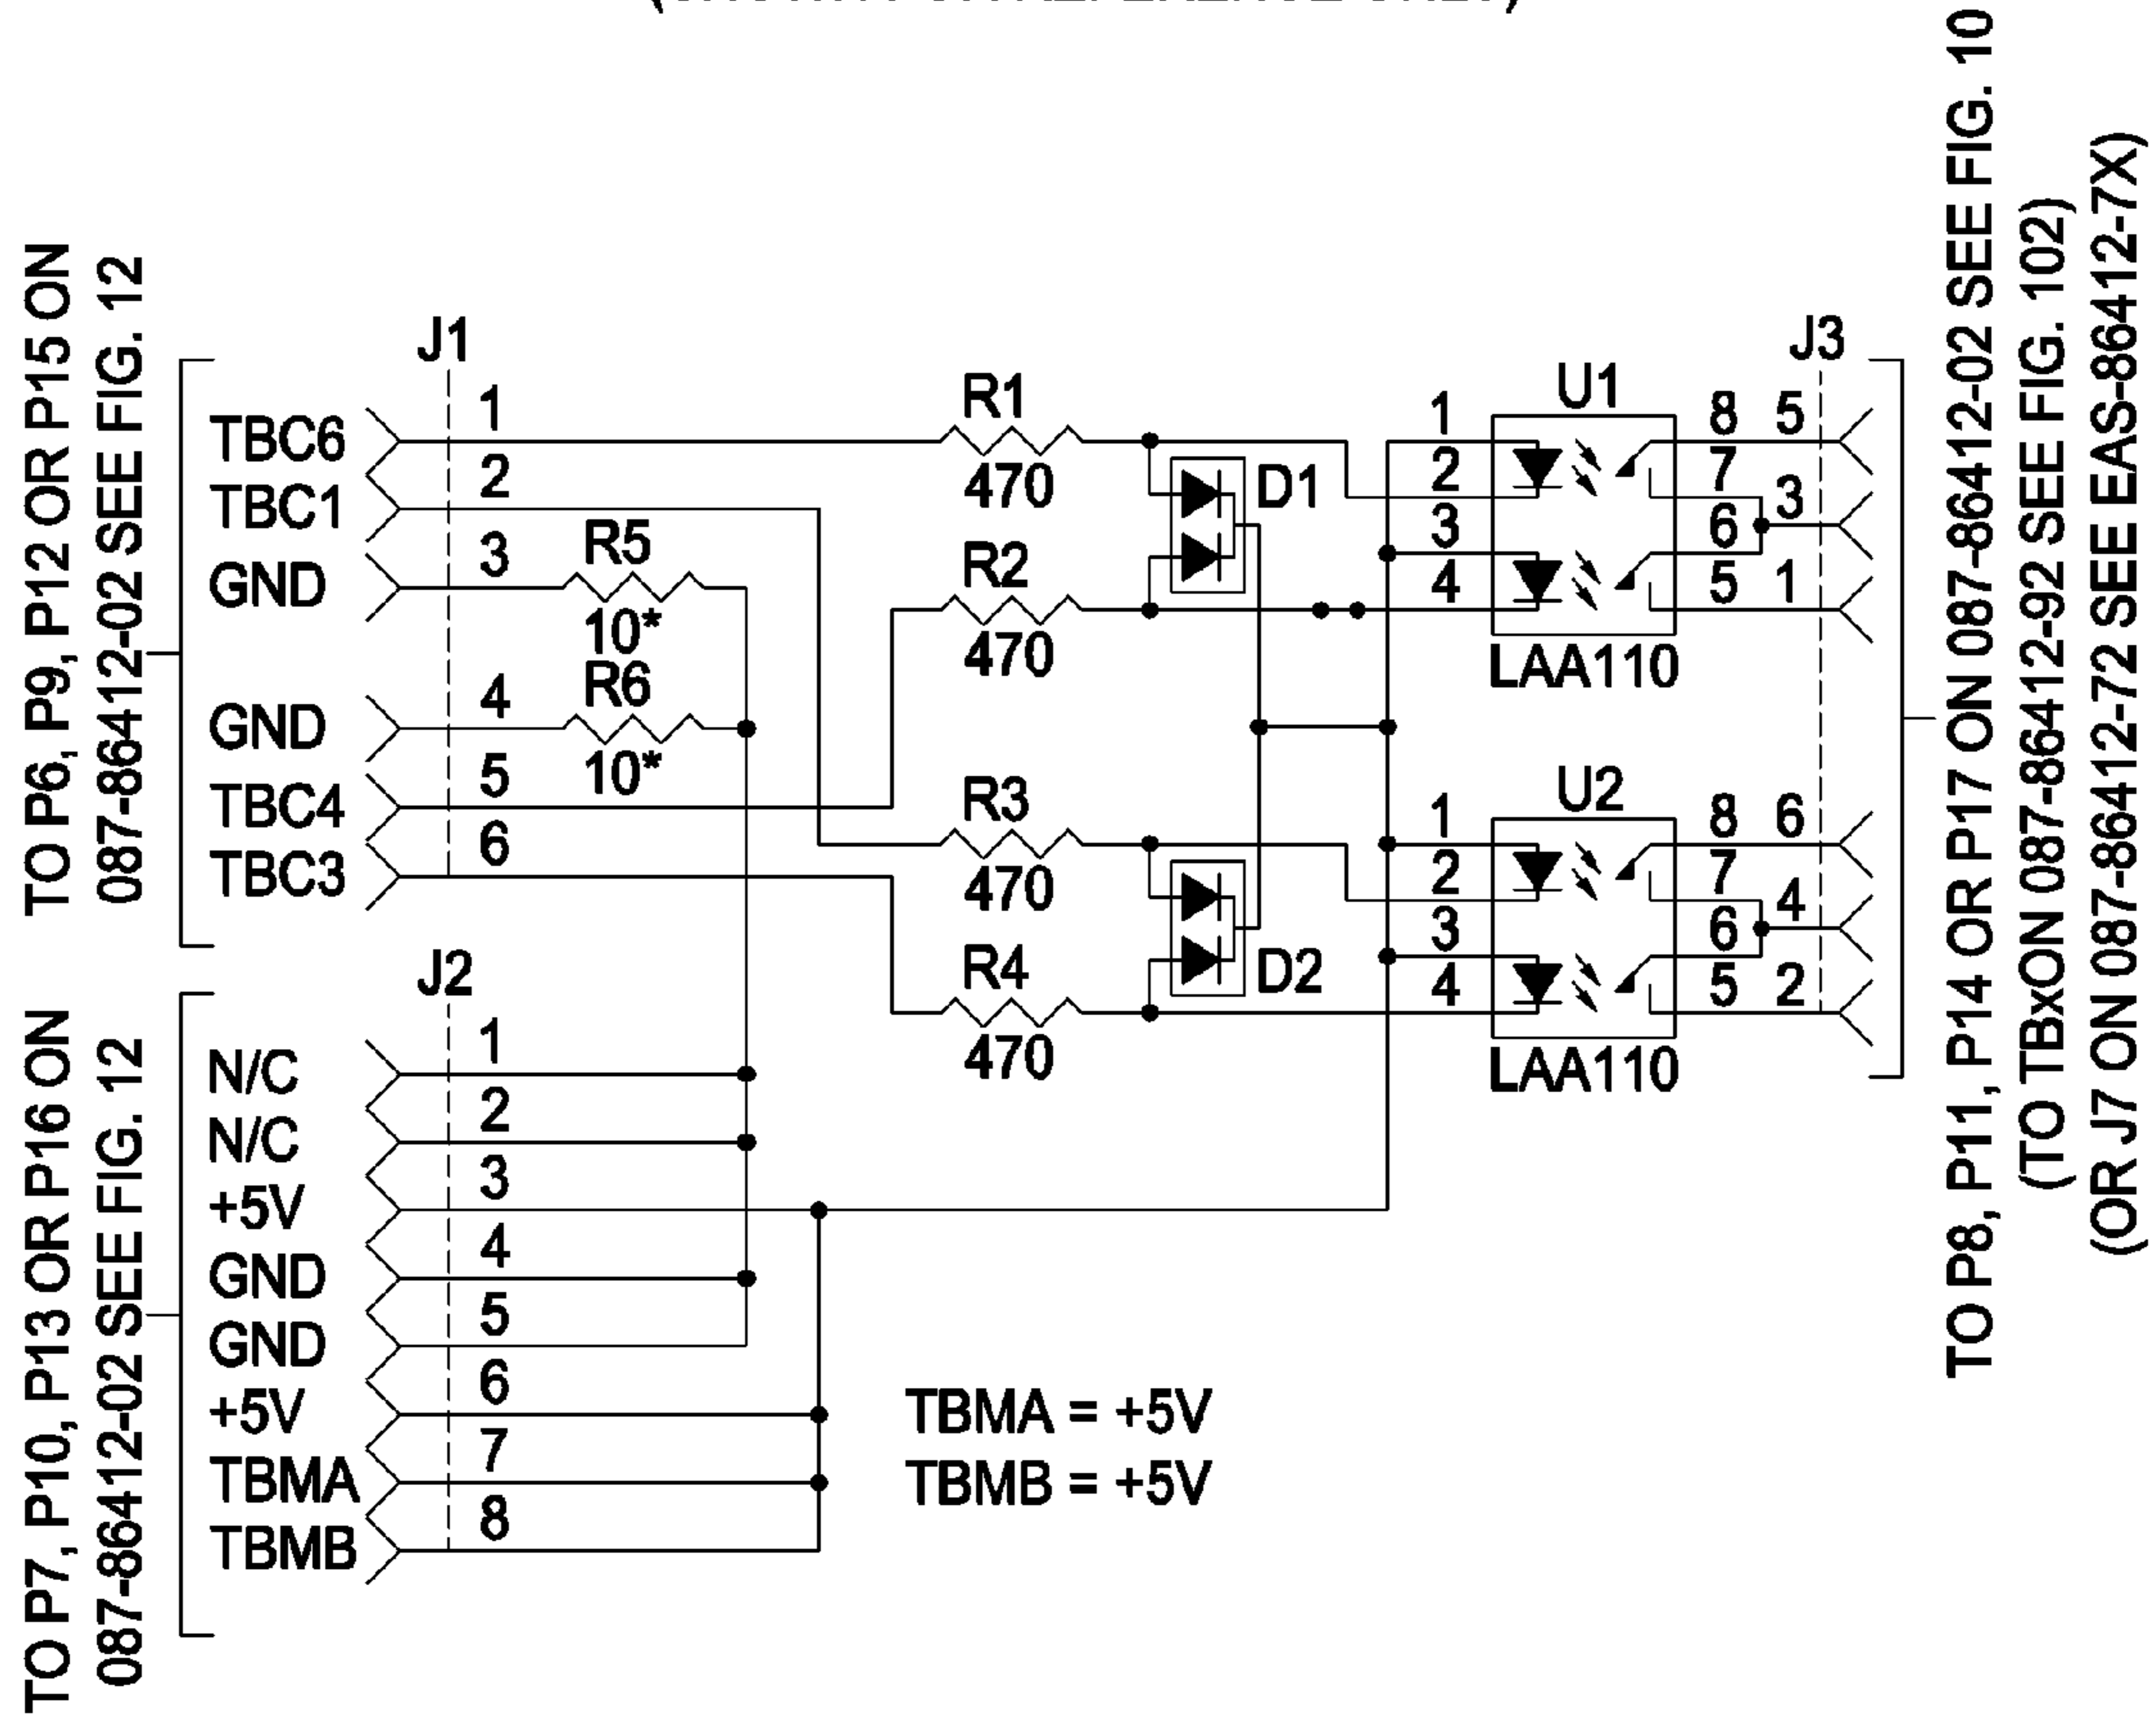 TO P6, P9, P12 OR P15 ON
087-86412-02 SEE FIG. 12
J1
TBC6
1
TBC1
2
GND
3
R5
10*
GND
4
R6
10*
TBC4
5
TBC3
6
TO P7, P10, P13 OR P16 ON
087-86412-02 SEE FIG. 12
J2
N/C
1
N/C
2
+5V
3
GND
4
GND
5
+5V
6
TBMA
7
TBMB
8
R1
470
D1
R2
470
R3
470
D2
R4
470
TBMA = +5V
TBMB = +5V
U1
1
2
3
4
8
7
6
5
LAA110
U2
1
2
3
4
8
7
6
5
LAA110
J3
5
3
1
6
4
2
TO P8, P11, P14 OR P17 ON 087-86412-02 SEE FIG. 10
(TO TBxON 087-86412-92 SEE FIG. 102)
(OR J7 ON 087-86412-72 SEE EAS-86412-7X)